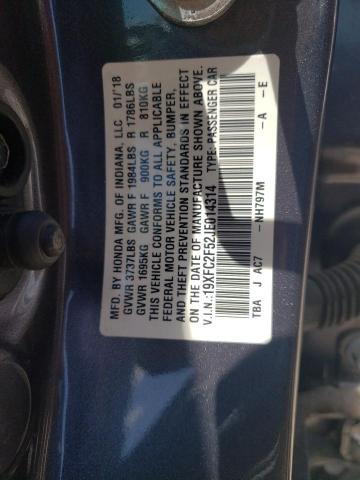 MFD. BY HONDA MFG. OF INDIANA, LLC 01/'18
GVWR 3737LBS GAWR F 1984LBS R 1786LBS
GVWR 1695KG GAWR F 900KG R 810KG
THIS VEHICLE CONFORMS TO ALL APPLICABLE
FEDERAL MOTOR VEHICLE SAFETY, BUMPER,
AND THEFT PREVENTION STANDARDS IN EFFECT
ON THE DATE OF MANUFACTURE SHOWN ABOVE.
V.I.N.:19XFC2F52JE014314 TYPE: PASSENGER CAR
TBA J AC7 -NH797M -A -E